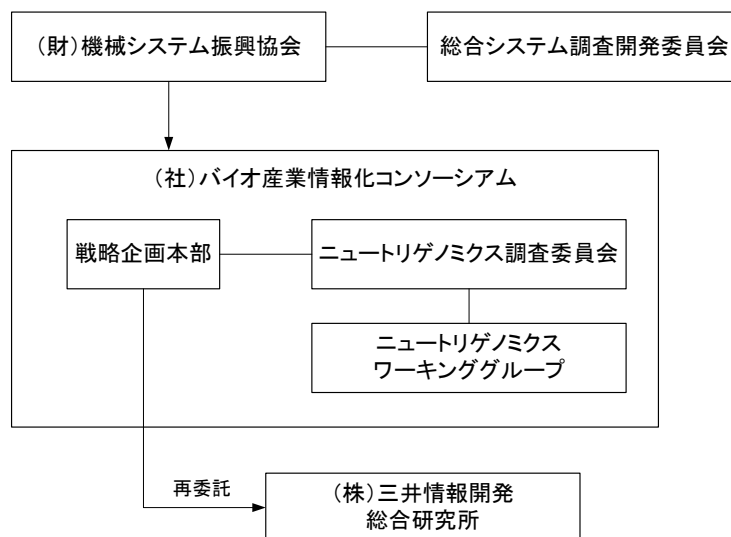 （財）機械システム振興協会
総合システム調査開発委員会
（社）バイオ産業情報化コンソーシアム
戦略企画本部
ニュートリゲノミクス調査委員会
ニュートリゲノミクス
ワーキンググループ
再委託
（株）三井情報開発
総合研究所